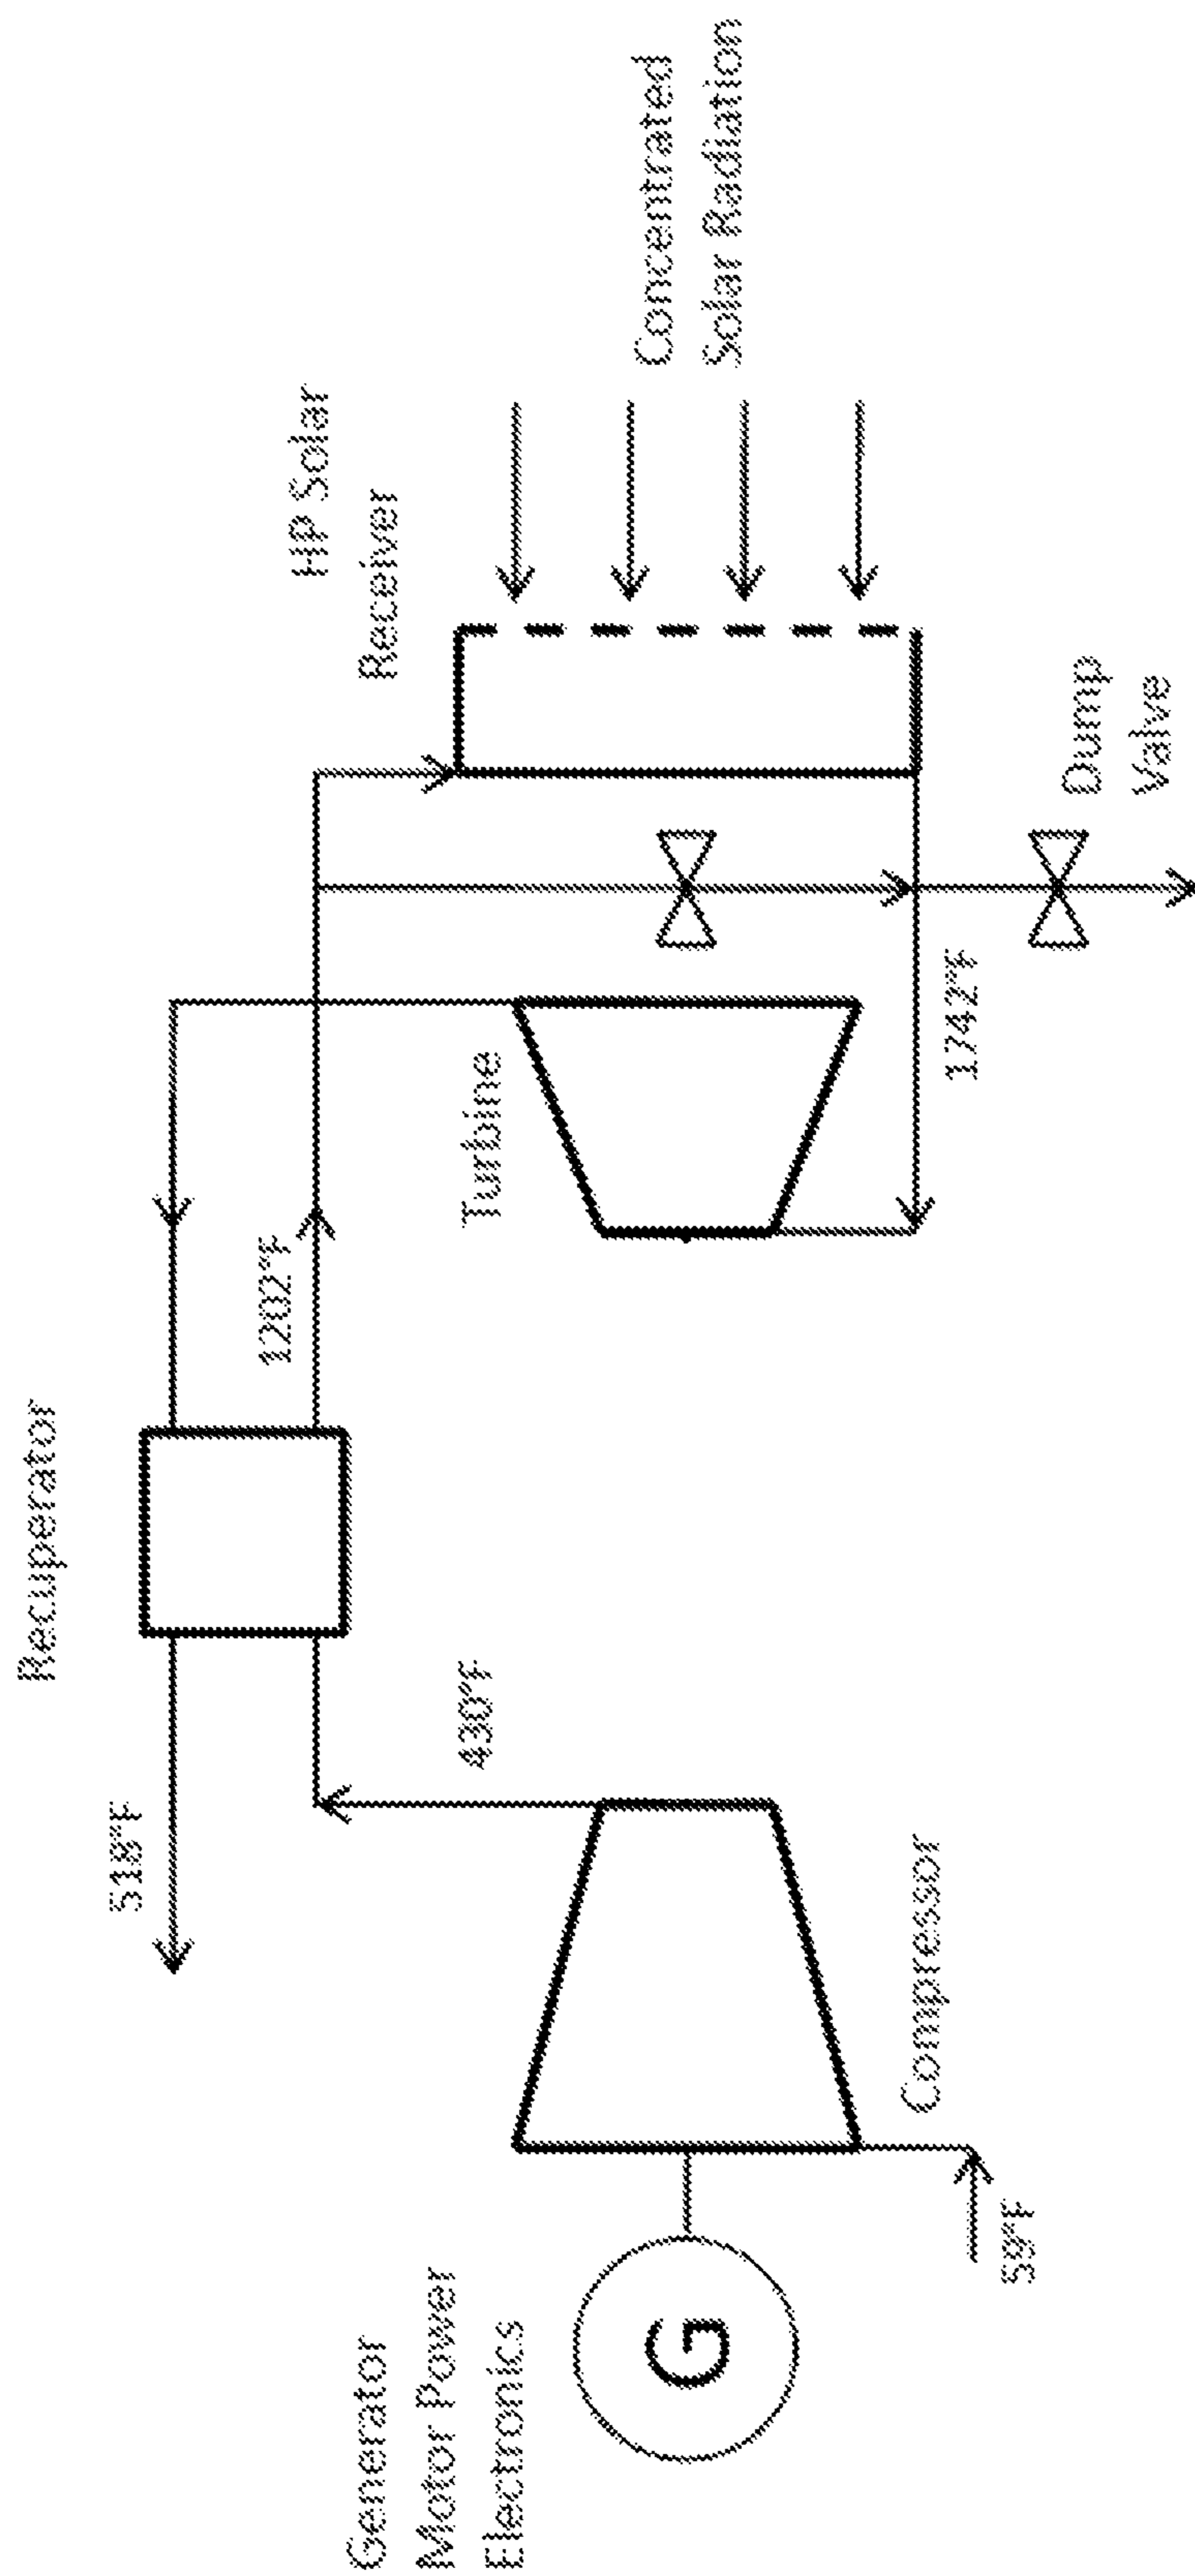 Recuperator
518°F
1202°F
HP Solar
Receiver
430°F
Turbine
Concentrated
Solar Radiation
Generator
Motor Power
Electronics
G
Compressor
1742°F
59°F
Dump
Valve